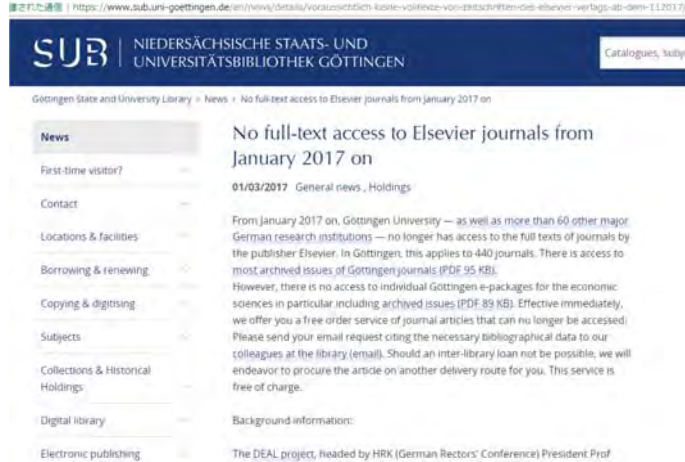 された通信 | https://www.sub.uni-goettingen.de/en/news/details/voraussichtlich-keine-volltexte-von-zeitschriften-des-elsevier-verlags-ab-dem-112017/
SUB NIEDERSÄCHSISCHE STAATS- UND
UNIVERSITÄTSBIBLIOTHEK GÖTTINGEN
Catalogues, subje
Göttingen State and University Library > News > No full-text access to Elsevier journals from January 2017 on
News
First-time visitor?
Contact
Locations & facilities
Borrowing & renewing
Copying & digitising
Subjects
Collections & Historical
Holdings
Digital library
Electronic publishing
No full-text access to Elsevier journals from
January 2017 on
01/03/2017 General news , Holdings
From January 2017 on, Göttingen University — as well as more than 60 other major
German research institutions — no longer has access to the full texts of journals by
the publisher Elsevier. In Göttingen, this applies to 440 journals. There is access to
most archived issues of Göttingen journals (PDF 95 KB).
However, there is no access to individual Göttingen e-packages for the economic
sciences in particular including archived issues (PDF 89 KB). Effective immediately,
we offer you a free order service of journal articles that can no longer be accessed:
Please send your email request citing the necessary bibliographical data to our
colleagues at the library (email). Should an inter-library loan not be possible, we will
endeavor to procure the article on another delivery route for you. This service is
free of charge.
Background information:
The DEAL project, headed by HRK (German Rectors' Conference) President Prof